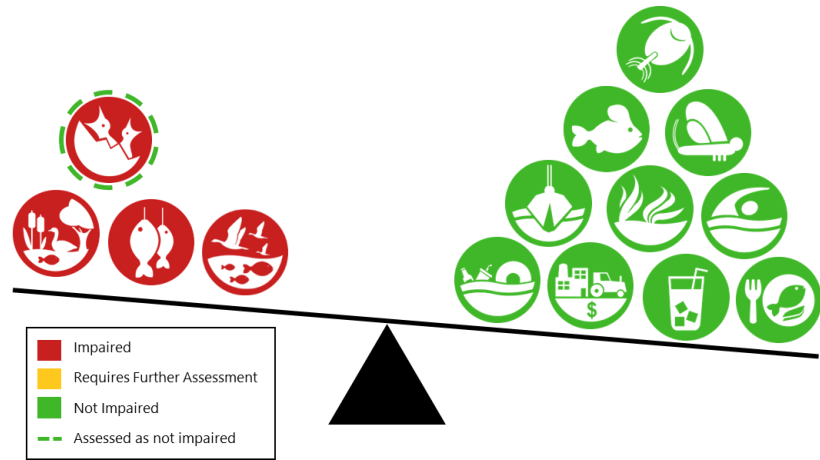 $
Impaired
Requires Further Assessment
Not Impaired
Assessed as not impaired